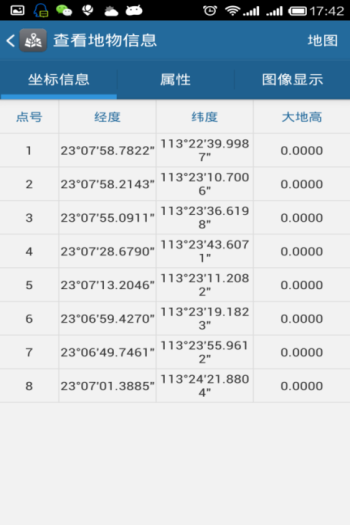 17:42
查看地物信息 地图
坐标信息 属性 图像显示
点号 经度 纬度 大地高
1 23°07'58.7822" 113°22'39.9987" 0.0000
2 23°07'58.2143" 113°23'10.7006" 0.0000
3 23°07'55.0911" 113°23'36.6198" 0.0000
4 23°07'28.6790" 113°23'43.6071" 0.0000
5 23°07'13.2046" 113°23'11.2082" 0.0000
6 23°06'59.4270" 113°23'19.1823" 0.0000
7 23°06'49.7461" 113°23'55.9612" 0.0000
8 23°07'01.3885" 113°24'21.8804" 0.0000